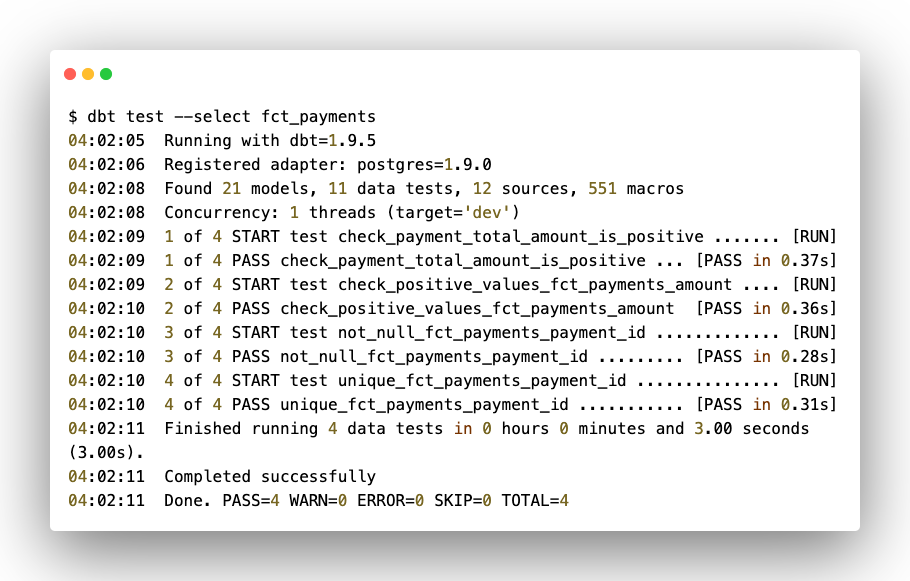 $ dbt test --select fct_payments
04:02:05  Running with dbt=1.9.5
04:02:06  Registered adapter: postgres=1.9.0
04:02:08  Found 21 models, 11 data tests, 12 sources, 551 macros
04:02:08  Concurrency: 1 threads (target='dev')
04:02:09  1 of 4 START test check_payment_total_amount_is_positive ....... [RUN]
04:02:09  1 of 4 PASS check_payment_total_amount_is_positive ... [PASS in 0.37s]
04:02:09  2 of 4 START test check_positive_values_fct_payments_amount .... [RUN]
04:02:10  2 of 4 PASS check_positive_values_fct_payments_amount  [PASS in 0.36s]
04:02:10  3 of 4 START test not_null_fct_payments_payment_id ............. [RUN]
04:02:10  3 of 4 PASS not_null_fct_payments_payment_id ......... [PASS in 0.28s]
04:02:10  4 of 4 START test unique_fct_payments_payment_id ............... [RUN]
04:02:10  4 of 4 PASS unique_fct_payments_payment_id ........... [PASS in 0.31s]
04:02:11  Finished running 4 data tests in 0 hours 0 minutes and 3.00 seconds
(3.00s).
04:02:11  Completed successfully
04:02:11  Done. PASS=4 WARN=0 ERROR=0 SKIP=0 TOTAL=4